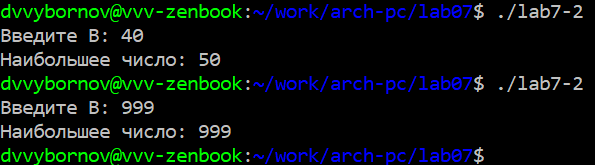 dvvybornov@vvv-zenbook:~/work/arch-pc/lab07$ ./lab7-2
Введите B: 40
Наибольшее число: 50
dvvybornov@vvv-zenbook:~/work/arch-pc/lab07$ ./lab7-2
Введите B: 999
Наибольшее число: 999
dvvybornov@vvv-zenbook:~/work/arch-pc/lab07$